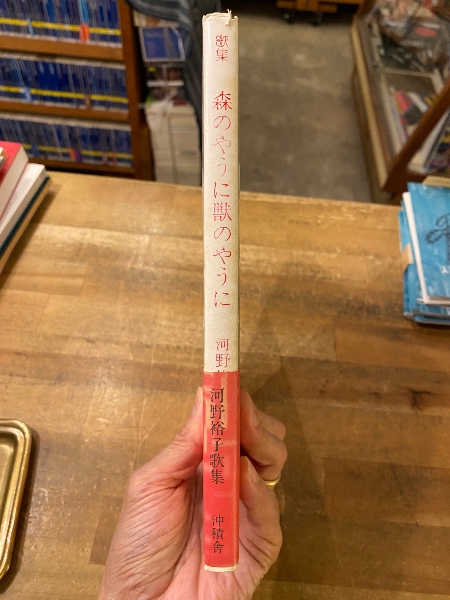 歌集
森のやうに獣のやうに
河野
河野裕子歌集
沖積舎